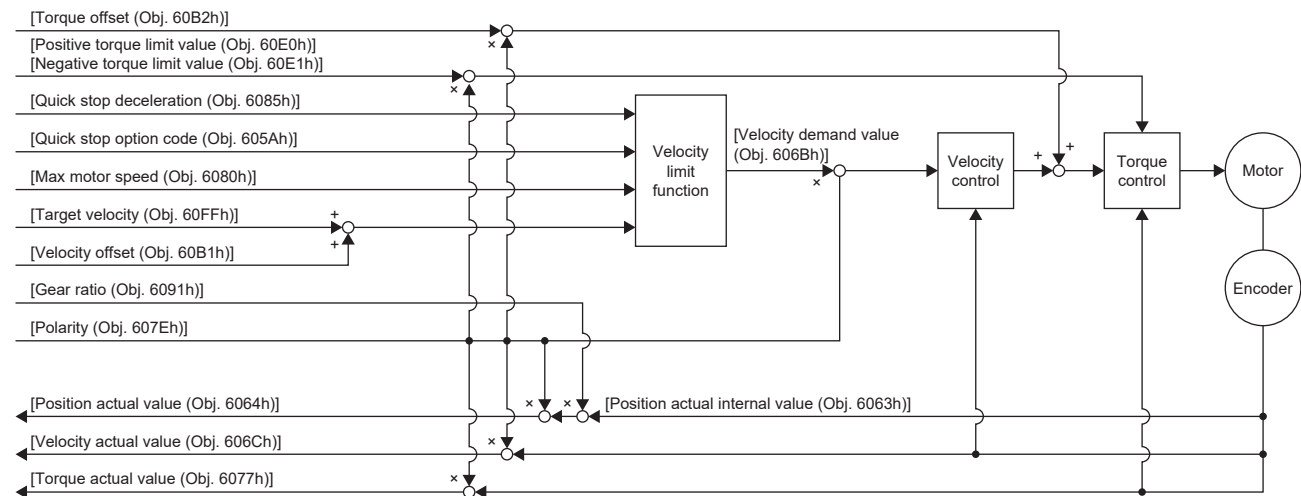 [Torque offset (Obj. 60B2h)]
×
[Positive torque limit value (Obj. 60E0h)]
[Negative torque limit value (Obj. 60E1h)]
×
[Quick stop deceleration (Obj. 6085h)]
[Quick stop option code (Obj. 605Ah)]
[Max motor speed (Obj. 6080h)]
[Target velocity (Obj. 60FFh)]
+
+
[Velocity offset (Obj. 60B1h)]
[Gear ratio (Obj. 6091h)]
[Polarity (Obj. 607Eh)]
Velocity
limit
function
[Velocity demand value
(Obj. 606Bh)]
×
Velocity
control
+
+
Torque
control
Motor
Encoder
[Position actual value (Obj. 6064h)]
×
×
[Position actual internal value (Obj. 6063h)]
[Velocity actual value (Obj. 606Ch)]
×
[Torque actual value (Obj. 6077h)]
×